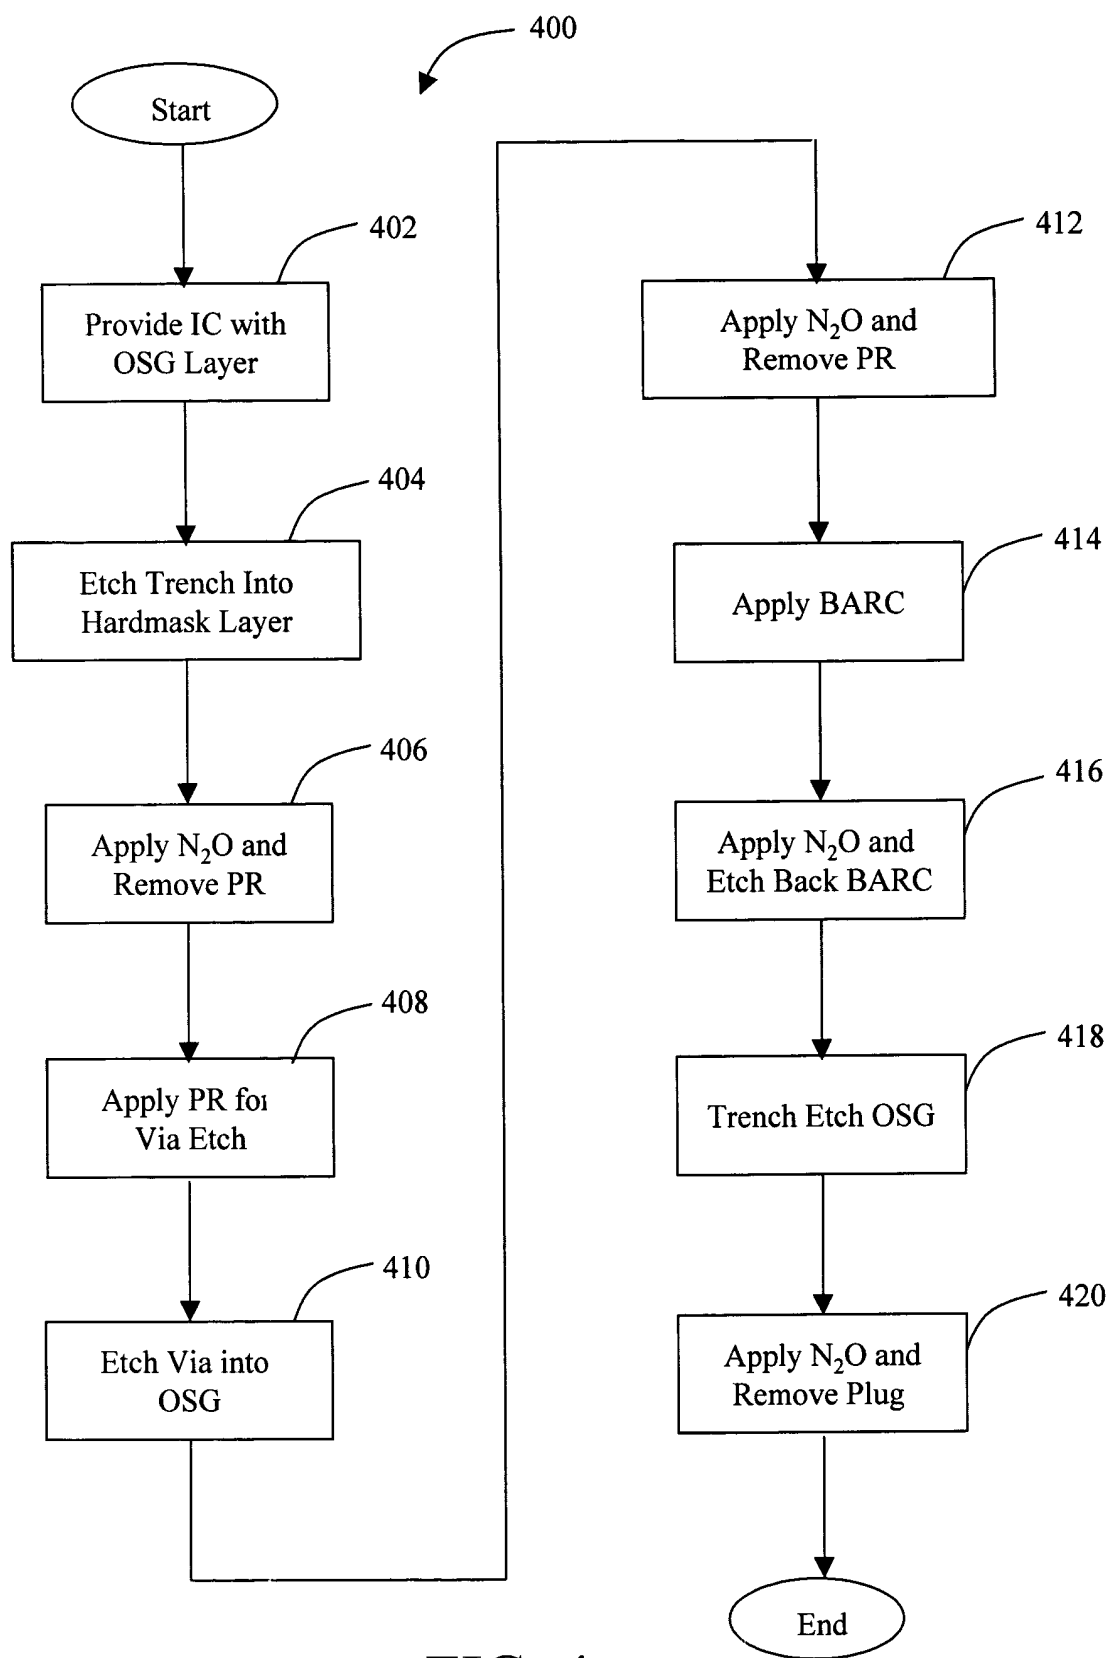 400
Start
402
Provide IC with
OSG Layer
404
Etch Trench Into
Hardmask Layer
406
Apply N₂O and
Remove PR
408
Apply PR for
Via Etch
410
Etch Via into
OSG
412
Apply N₂O and
Remove PR
414
Apply BARC
416
Apply N₂O and
Etch Back BARC
418
Trench Etch OSG
420
Apply N₂O and
Remove Plug
End